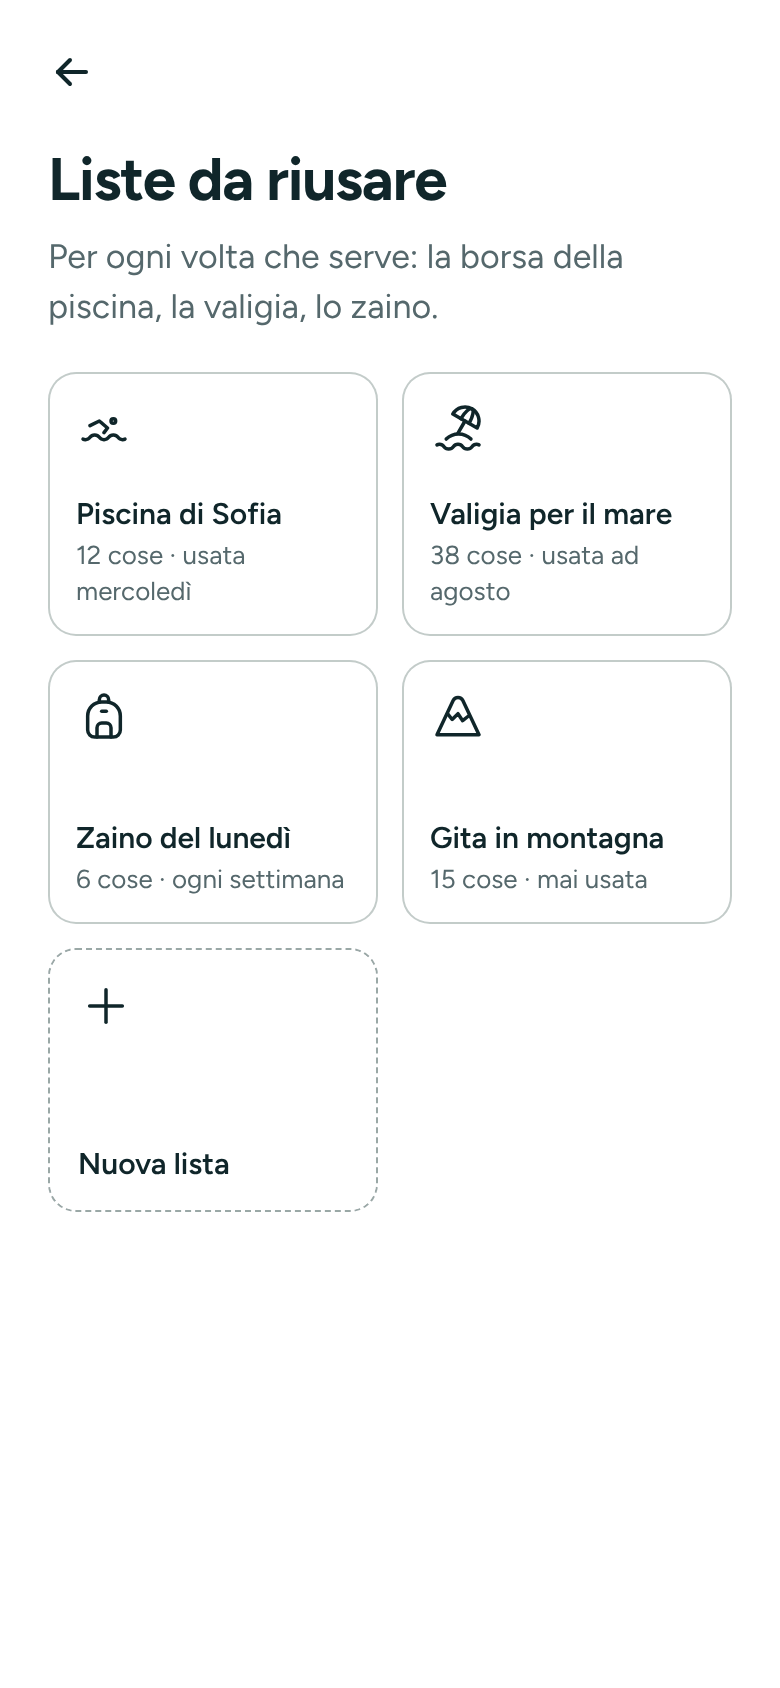 Liste da riusare
Per ogni volta che serve: la borsa della
piscina, la valigia, lo zaino.
Piscina di Sofia
12 cose · usata
mercoledì
Valigia per il mare
38 cose · usata ad
agosto
Zaino del lunedì
6 cose · ogni settimana
Gita in montagna
15 cose · mai usata
Nuova lista